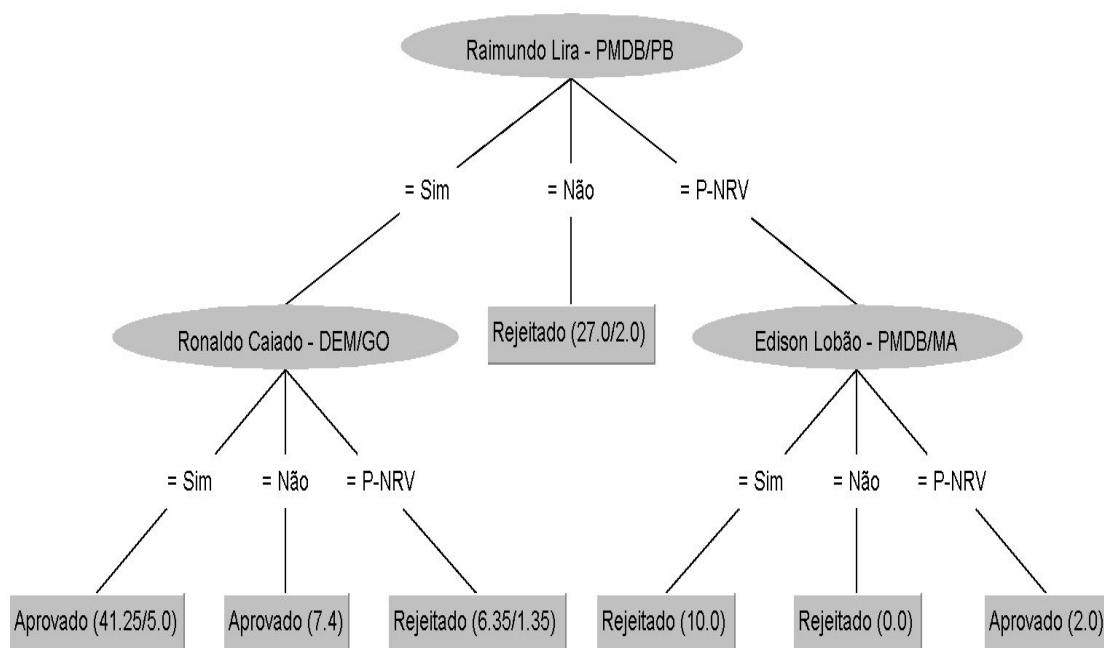 Raimundo Lira - PMDB/PB
= Sim
= Não
= P-NRV
Ronaldo Caiado - DEM/GO
Rejeitado (27.0/2.0)
Edison Lobão - PMDB/MA
= Sim
= Não
= P-NRV
= Sim
= Não
= P-NRV
Aprovado (41.25/5.0)
Aprovado (7.4)
Rejeitado (6.35/1.35)
Rejeitado (10.0)
Rejeitado (0.0)
Aprovado (2.0)